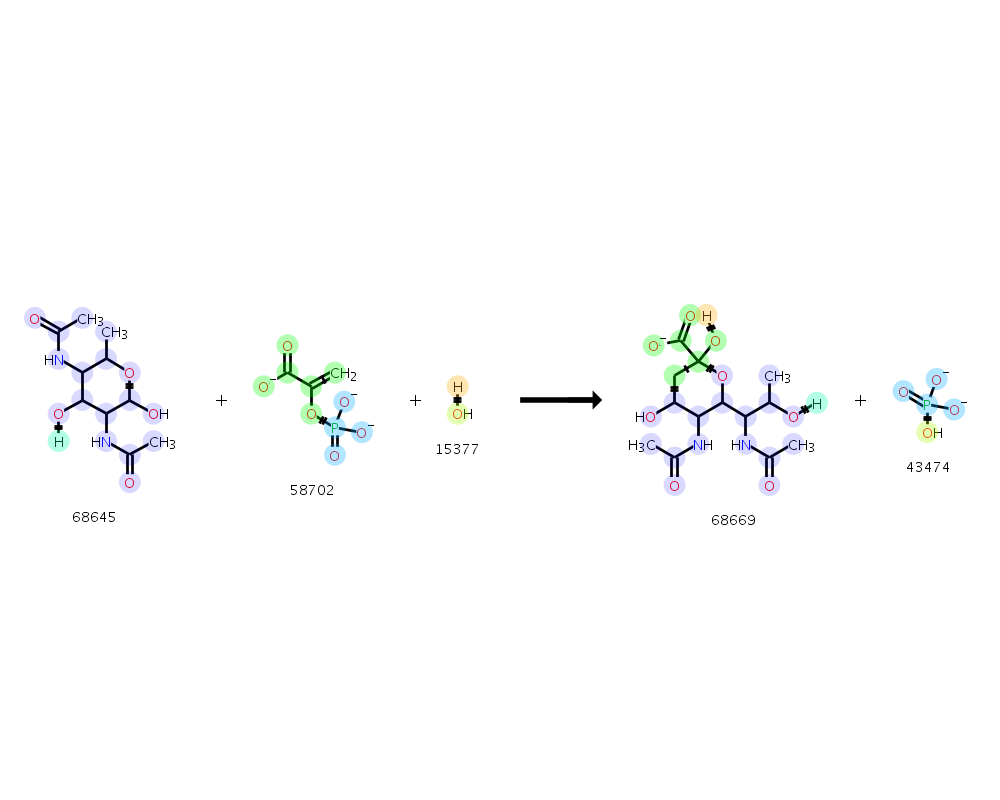 O CH3 CH3
HN O
O OH
H HN CH3
O
68645
+
O
O− CH2
O O−
P O−
O
58702
+
H
OH
15377
O H
O− O
O CH3
HO O H
H3C NH HN CH3
O O
68669
+
O O−
P O−
OH
43474